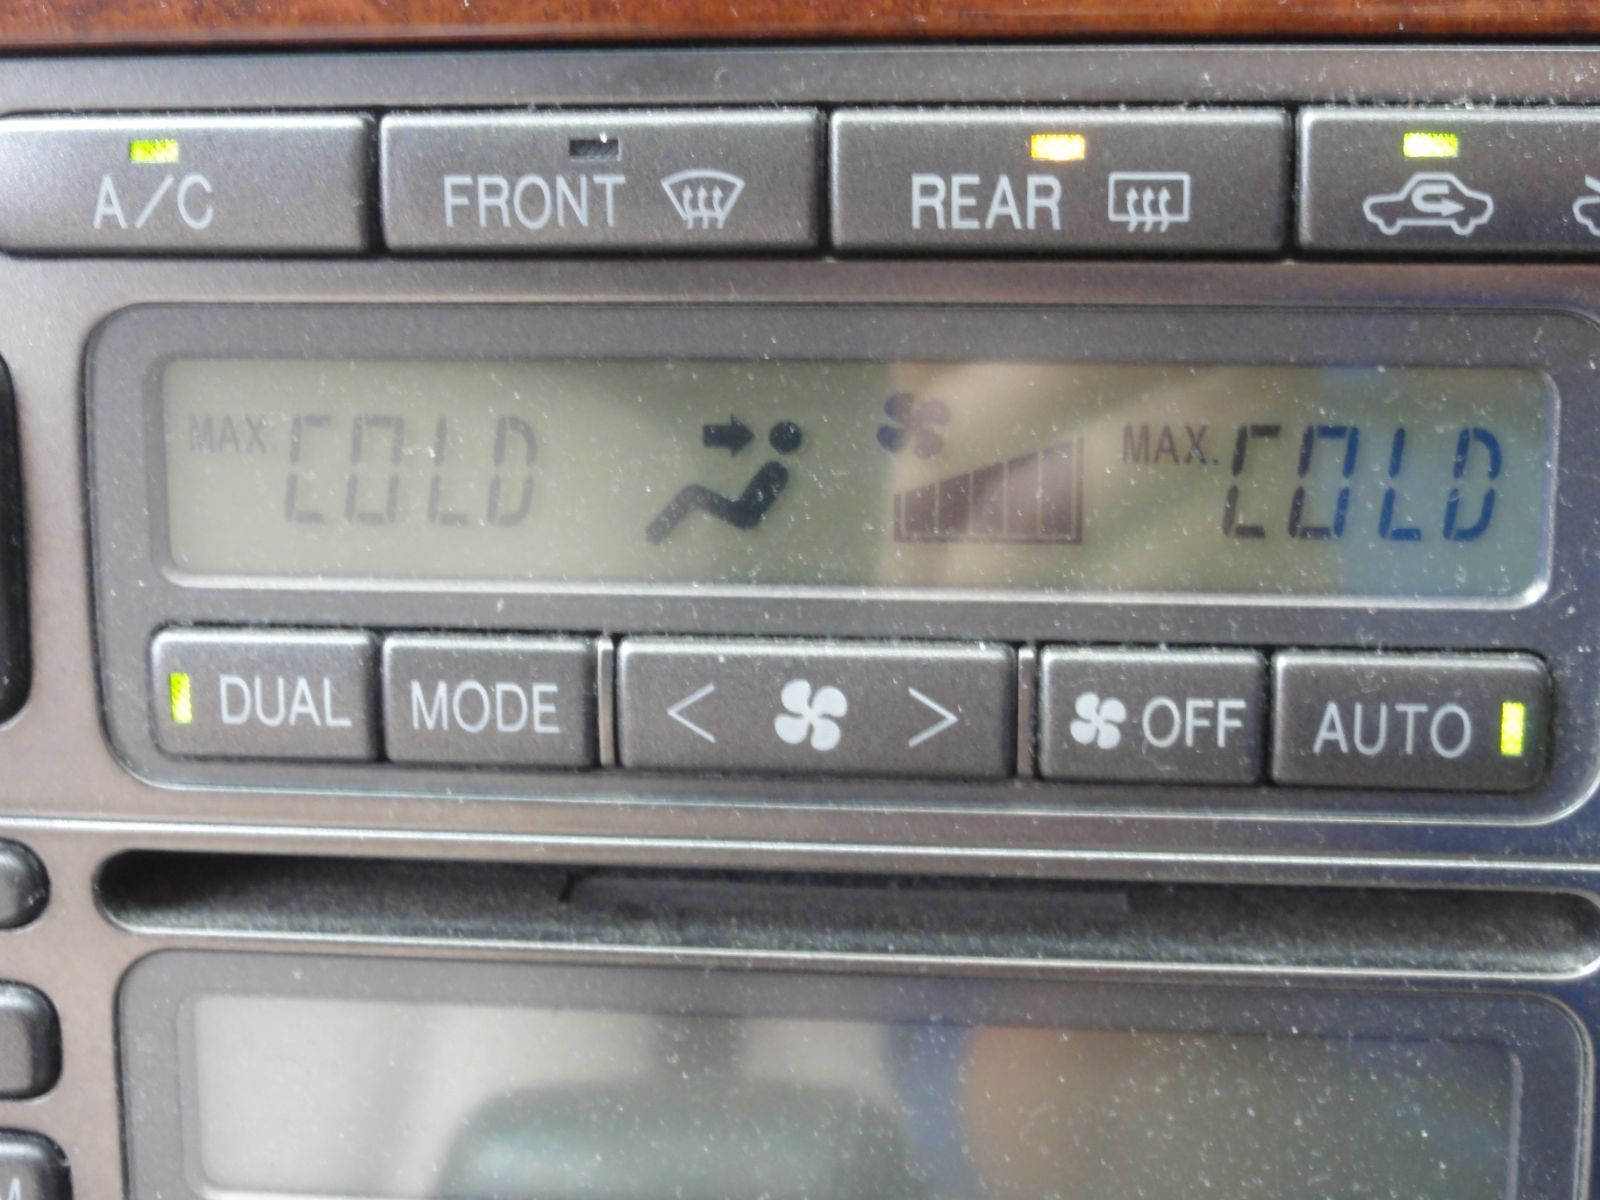 A/C FRONT REAR
MAX. COLD MAX. COLD
DUAL MODE < > OFF AUTO
M